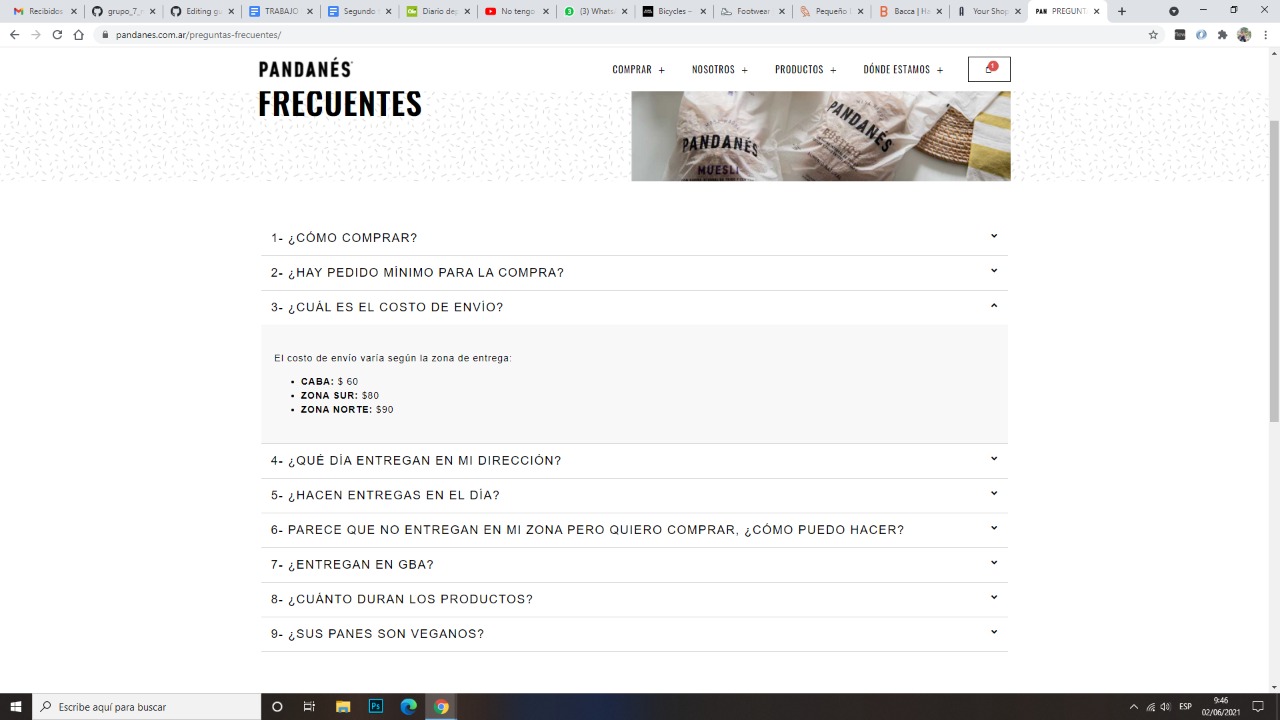 Recibidos
grupo_7_r
Editing gu
TRABAJO
Segundo
Diario dep
No tengo
(3) Whats
Bicycles -
Footwear
Pequeño
Bacca | Ha
Your Shop
PREGUNT
pandanes.com.ar/preguntas-frecuentes/
PANDANÉS
COMPRAR +
NOSOTROS +
PRODUCTOS +
DÓNDE ESTAMOS +
1
FRECUENTES
PANDANÉS
MUESLI
PANDANÉS
1- ¿CÓMO COMPRAR?
2- ¿HAY PEDIDO MÍNIMO PARA LA COMPRA?
3- ¿CUÁL ES EL COSTO DE ENVÍO?
El costo de envío varía según la zona de entrega:
• CABA: $ 60
• ZONA SUR: $80
• ZONA NORTE: $90
4- ¿QUÉ DÍA ENTREGAN EN MI DIRECCIÓN?
5- ¿HACEN ENTREGAS EN EL DÍA?
6- PARECE QUE NO ENTREGAN EN MI ZONA PERO QUIERO COMPRAR, ¿CÓMO PUEDO HACER?
7- ¿ENTREGAN EN GBA?
8- ¿CUÁNTO DURAN LOS PRODUCTOS?
9- ¿SUS PANES SON VEGANOS?
Escribe aquí para buscar
Ps
ESP
9:46
02/06/2021